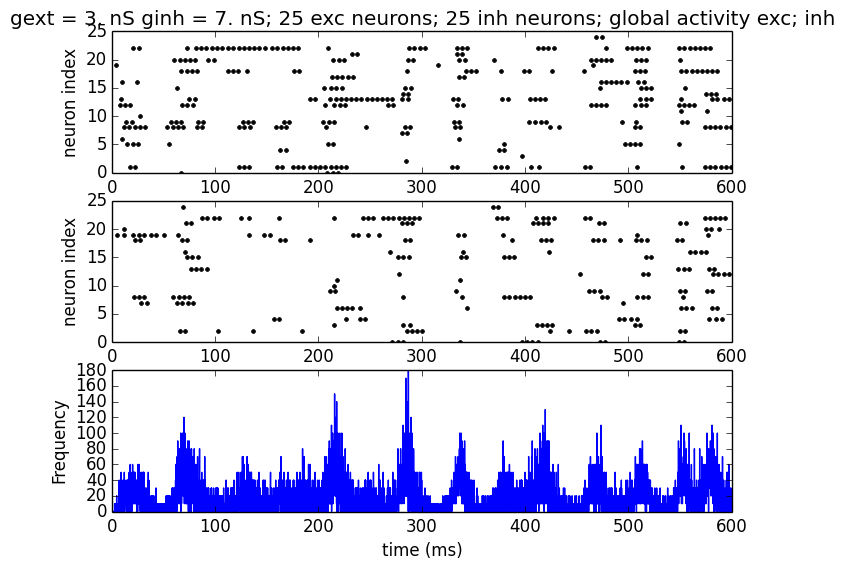 gext = 3. nS ginh = 7. nS; 25 exc neurons; 25 inh neurons; global activity exc; inh
25
20
15
10
5
0
neuron index
0 100 200 300 400 500 600
25
20
15
10
5
0
neuron index
0 100 200 300 400 500 600
180
160
140
120
100
80
60
40
20
0
Frequency
0 100 200 300 400 500 600
time (ms)